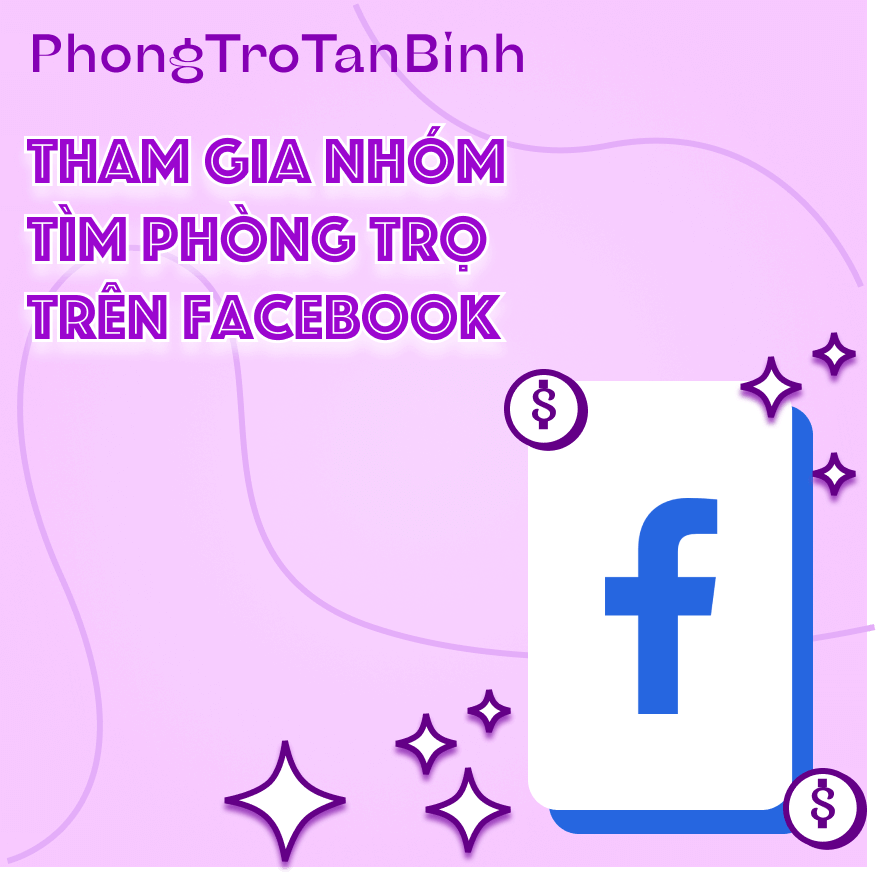 PhongTroTanBinh
THAM GIA NHÓM
TÌM PHÒNG TRỌ
TRÊN FACEBOOK
$
f
$